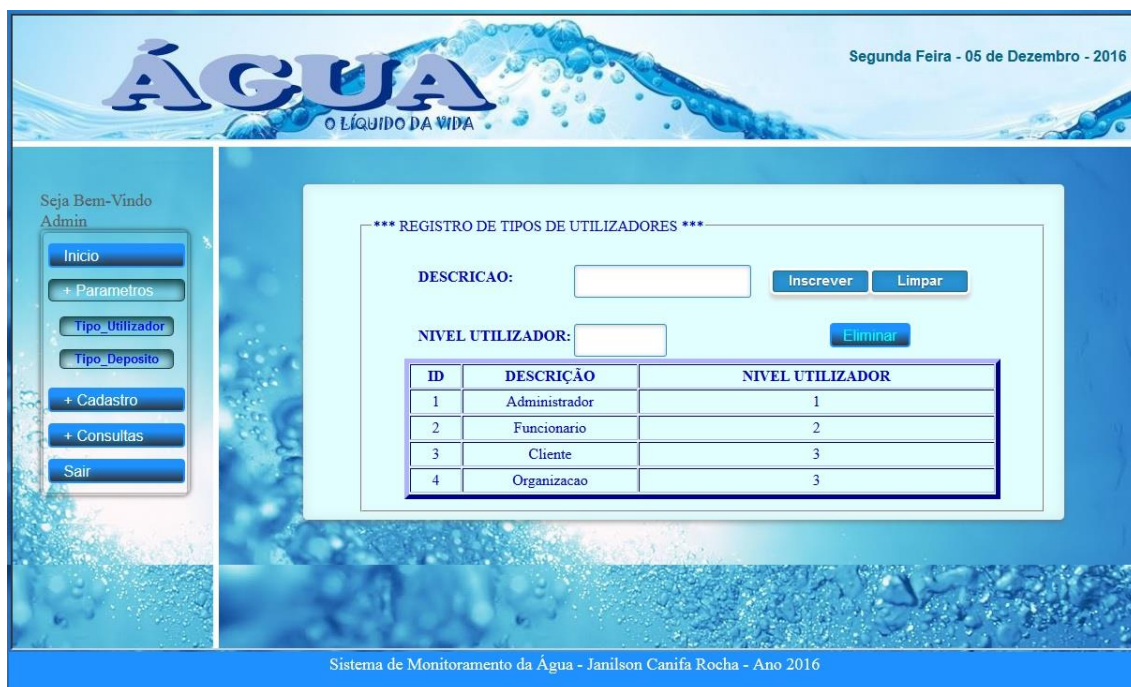 ÁGUA
O LÍQUIDO DA VIDA
Segunda Feira - 05 de Dezembro - 2016
Seja Bem-Vindo
Admin
Inicio
+ Parametros
Tipo_Utilizador
Tipo_Deposito
+ Cadastro
+ Consultas
Sair
*** REGISTRO DE TIPOS DE UTILIZADORES ***
DESCRICAO:
Inscrever Limpar
NIVEL UTILIZADOR:
Eliminar
ID DESCRIÇÃO NIVEL UTILIZADOR
1 Administrador 1
2 Funcionario 2
3 Cliente 3
4 Organizacao 3
Sistema de Monitoramento da Água - Janilson Canifa Rocha - Ano 2016